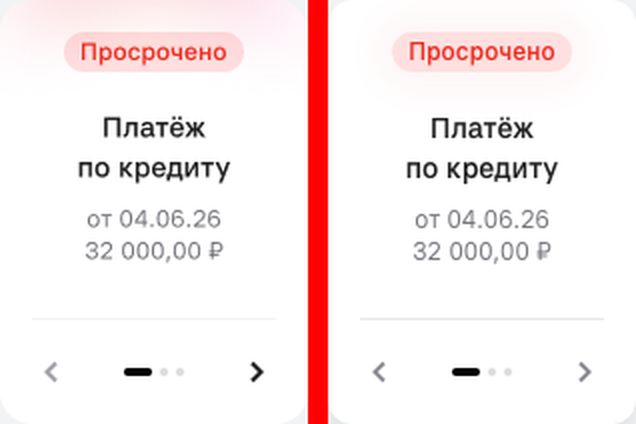 Просрочено
Платёж
по кредиту
от 04.06.26
32 000,00 ₽
Просрочено
Платёж
по кредиту
от 04.06.26
32 000,00 ₽